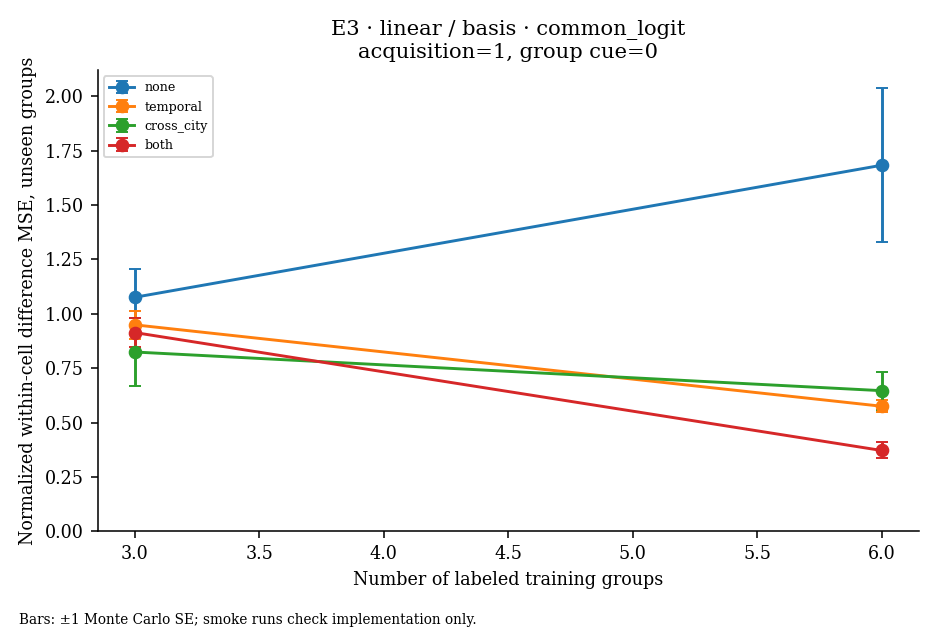 E3 · linear / basis · common_logit
acquisition=1, group cue=0
Normalized within-cell difference MSE, unseen groups
2.00
1.75
1.50
1.25
1.00
0.75
0.50
0.25
0.00
none
temporal
cross_city
both
3.0 3.5 4.0 4.5 5.0 5.5 6.0
Number of labeled training groups
Bars: ±1 Monte Carlo SE; smoke runs check implementation only.